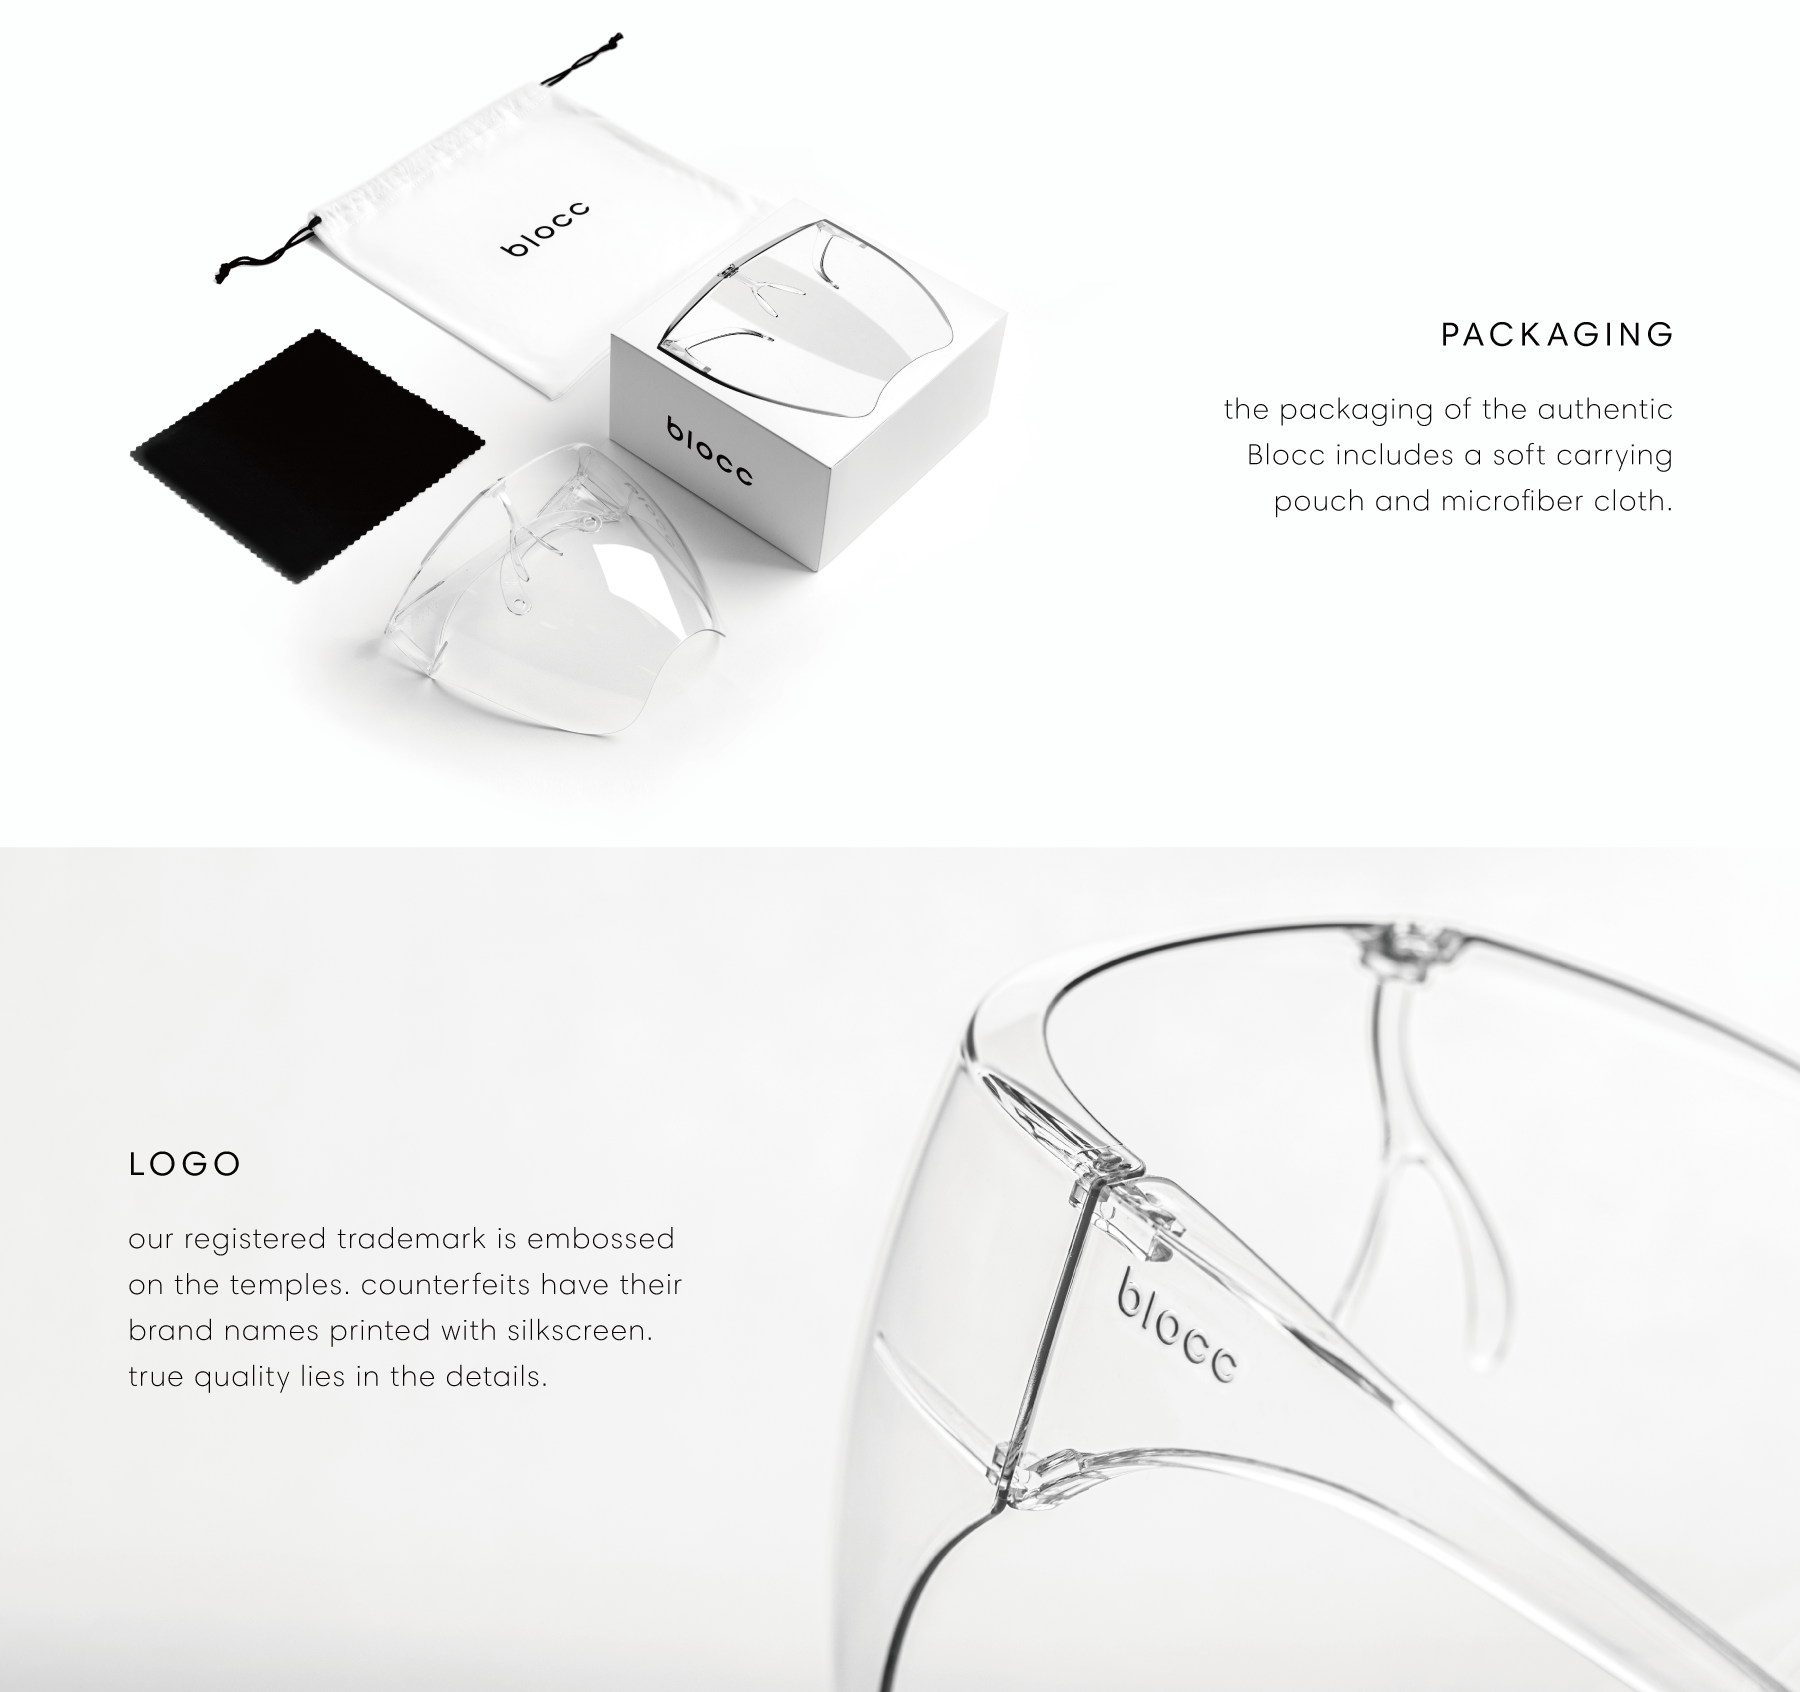 blocc
blocc
PACKAGING
the packaging of the authentic
Blocc includes a soft carrying
pouch and microfiber cloth.
LOGO
our registered trademark is embossed
on the temples. counterfeits have their
brand names printed with silkscreen.
true quality lies in the details.
blocc